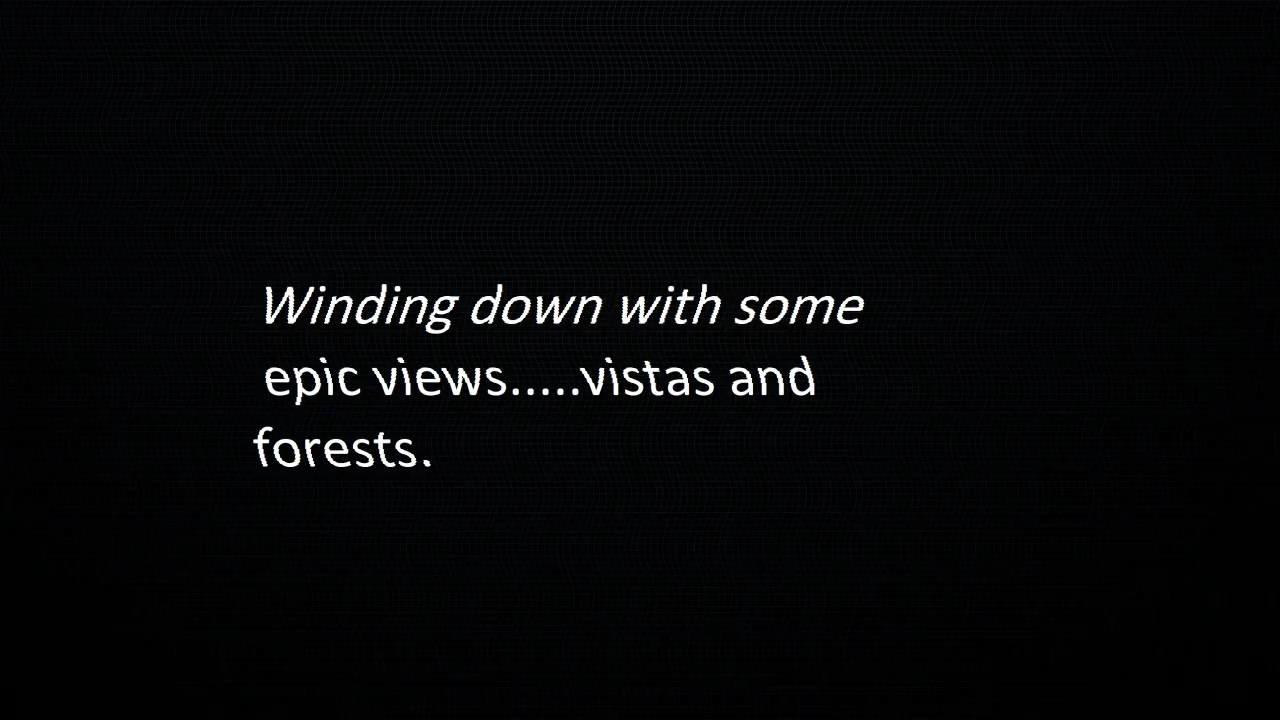 Winding down with some
epic views.....vistas and
forests.